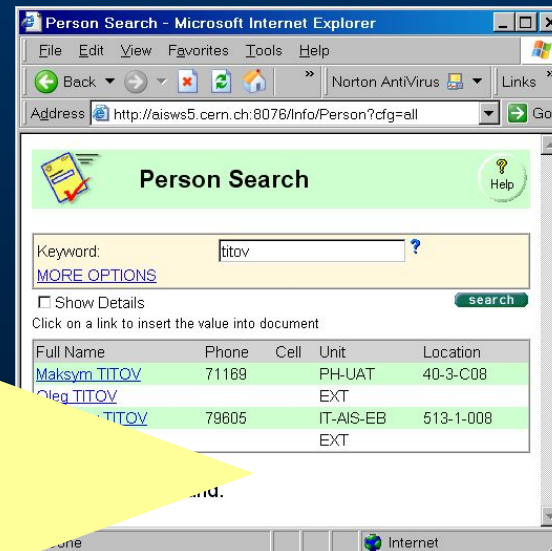 Person Search - Microsoft Internet Explorer
File Edit View Favorites Tools Help
Back » Norton AntiVirus Links »
Address http://aisws5.cern.ch:8076/Info/Person?cfg=all Go
Person Search
? Help
Keyword: titov ?
MORE OPTIONS
Show Details search
Click on a link to insert the value into document
Full Name Phone Cell Unit Location
Maksym TITOV 71169 PH-UAT 40-3-C08
Oleg TITOV EXT
TITOV 79605 IT-AIS-EB 513-1-008
EXT
Internet